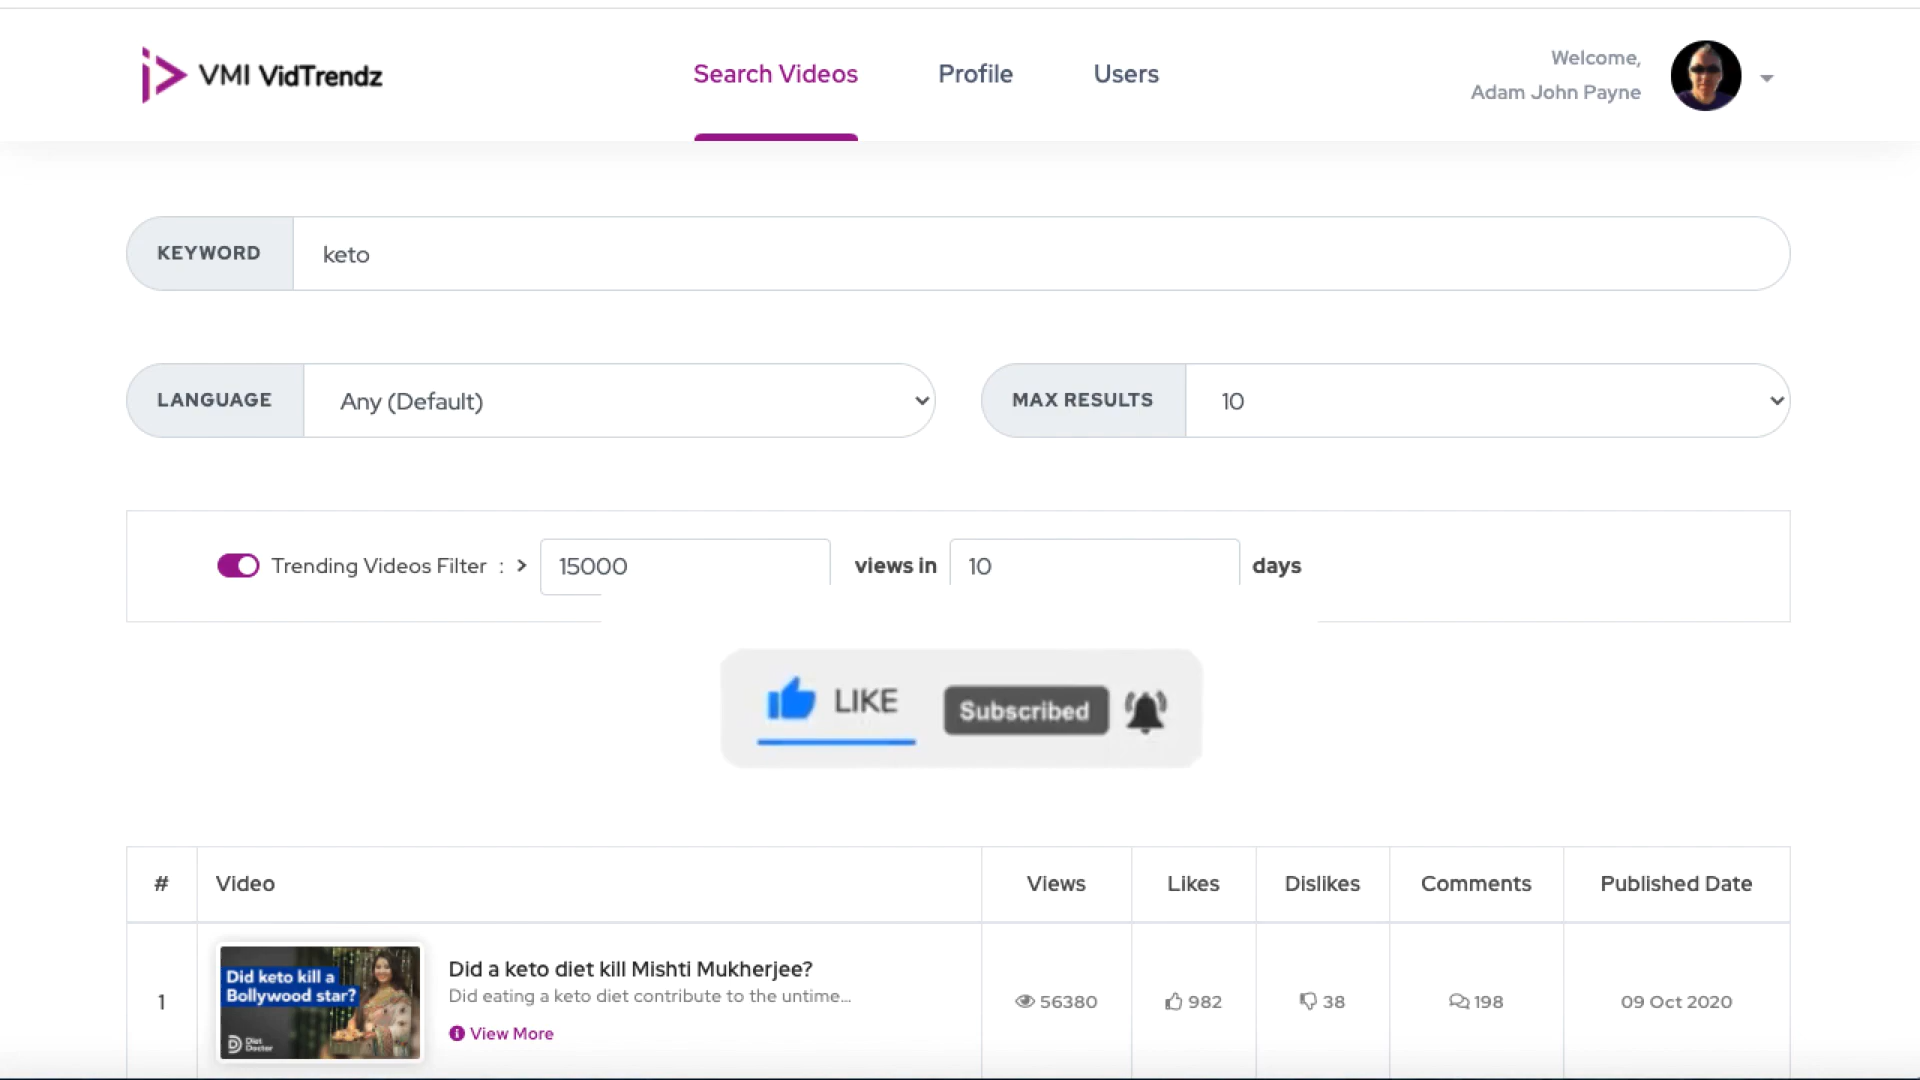 VMI VidTrendz
Search Videos
Profile
Users
Welcome,
Adam John Payne
KEYWORD
keto
LANGUAGE
Any (Default)
MAX RESULTS
10
Trending Videos Filter : > 15000 views in 10 days
LIKE
Subscribed
# Video Views Likes Dislikes Comments Published Date
1
Did keto kill a
Bollywood star?
Diet
Doctor
Did a keto diet kill Mishti Mukherjee?
Did eating a keto diet contribute to the untime...
View More
56380
982
38
198
09 Oct 2020